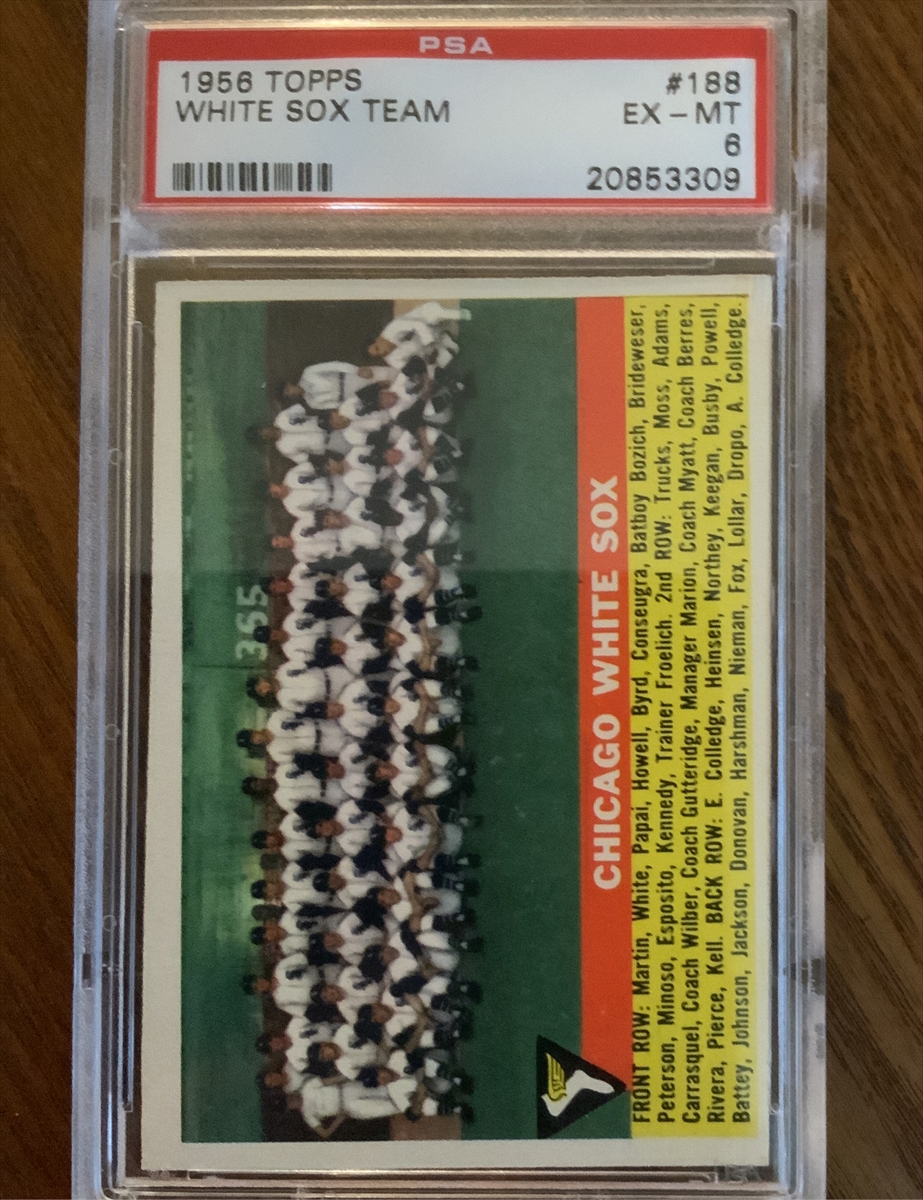 PSA
1956 TOPPS #188
WHITE SOX TEAM EX - MT
6
20853309
365
CHICAGO WHITE SOX
FRONT ROW: Martin, White, Papai, Howell, Byrd, Conseugra, Batboy Bozich, Brideweser,
Peterson, Minoso, Esposito, Kennedy, Trainer Froelich. 2nd ROW: Trucks, Moss, Adams,
Carrasquel, Coach Wilber, Coach Gutteridge, Manager Marion, Coach Myatt, Coach Berres,
Rivera, Pierce, Kell. BACK ROW: E. Colledge, Heinsen, Northey, Keegan, Busby, Powell,
Battey, Johnson, Jackson, Donovan, Harshman, Nieman, Fox, Lollar, Dropo, A. Colledge.